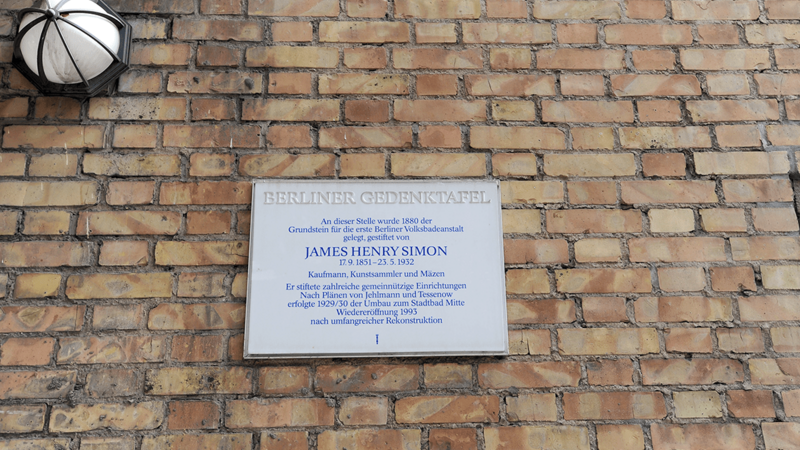 BERLINER GEDENKTAFEL
An dieser Stelle wurde 1880 der
Grundstein für die erste Berliner Volksbadeanstalt
gelegt, gestiftet von
JAMES HENRY SIMON
17. 9. 1851 – 23. 5. 1932
Kaufmann, Kunstsammler und Mäzen
Er stiftete zahlreiche gemeinnützige Einrichtungen
Nach Plänen von Jehlmann und Tessenow
erfolgte 1929/30 der Umbau zum Stadtbad Mitte
Wiedereröffnung 1993
nach umfangreicher Rekonstruktion